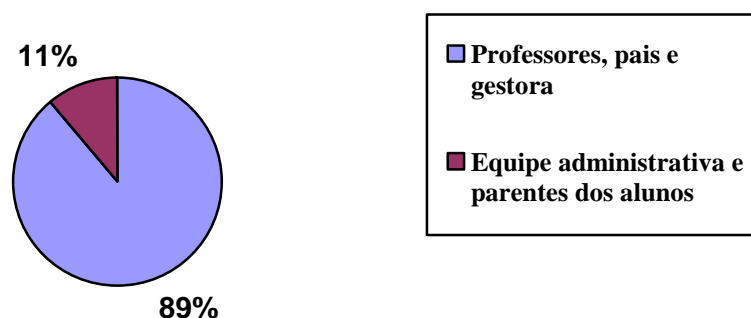 11%
89%
Professores, pais e
gestora
Equipe administrativa e
parentes dos alunos